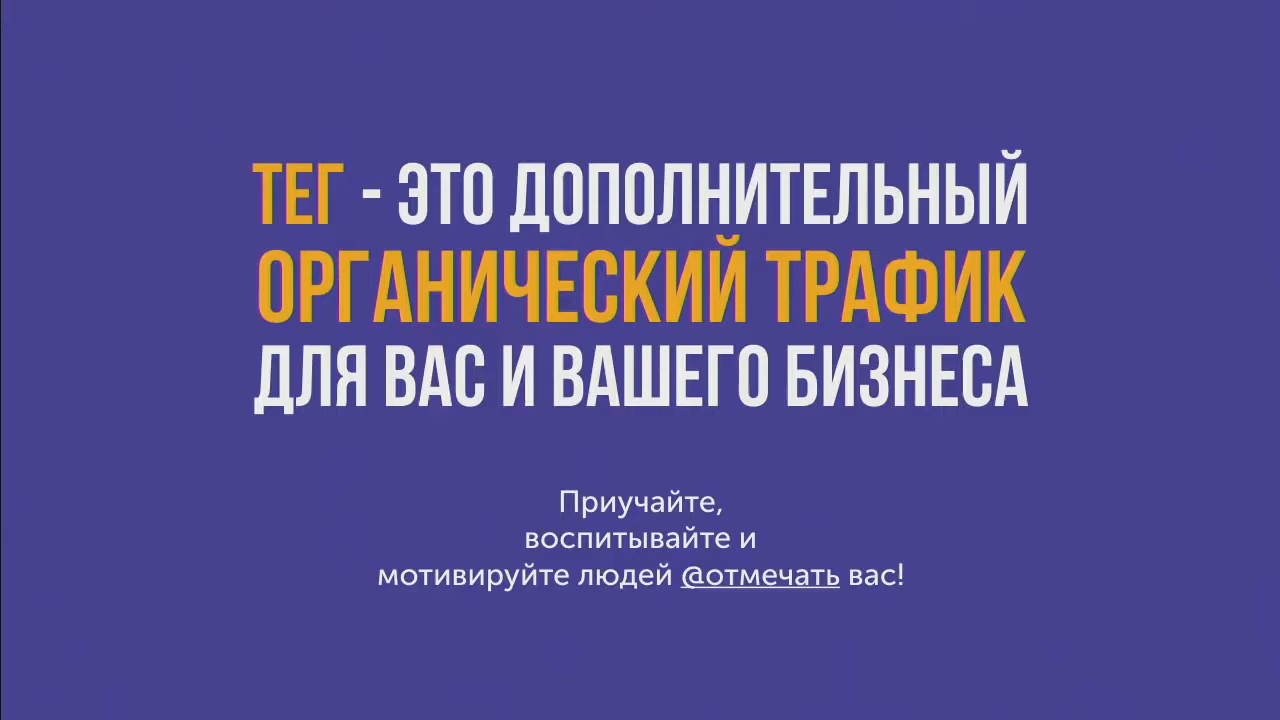 ТЕГ - ЭТО ДОПОЛНИТЕЛЬНЫЙ
ОРГАНИЧЕСКИЙ ТРАФИК
ДЛЯ ВАС И ВАШЕГО БИЗНЕСА
Приучайте,
воспитывайте и
мотивируйте людей @отмечать вас!